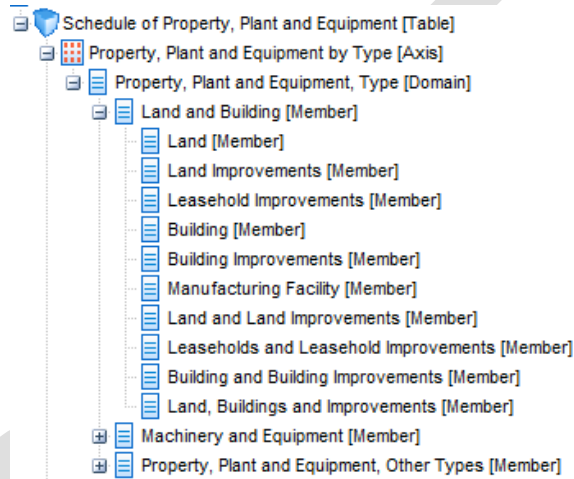 Schedule of Property, Plant and Equipment [Table]
Property, Plant and Equipment by Type [Axis]
Property, Plant and Equipment, Type [Domain]
Land and Building [Member]
Land [Member]
Land Improvements [Member]
Leasehold Improvements [Member]
Building [Member]
Building Improvements [Member]
Manufacturing Facility [Member]
Land and Land Improvements [Member]
Leaseholds and Leasehold Improvements [Member]
Building and Building Improvements [Member]
Land, Buildings and Improvements [Member]
Machinery and Equipment [Member]
Property, Plant and Equipment, Other Types [Member]